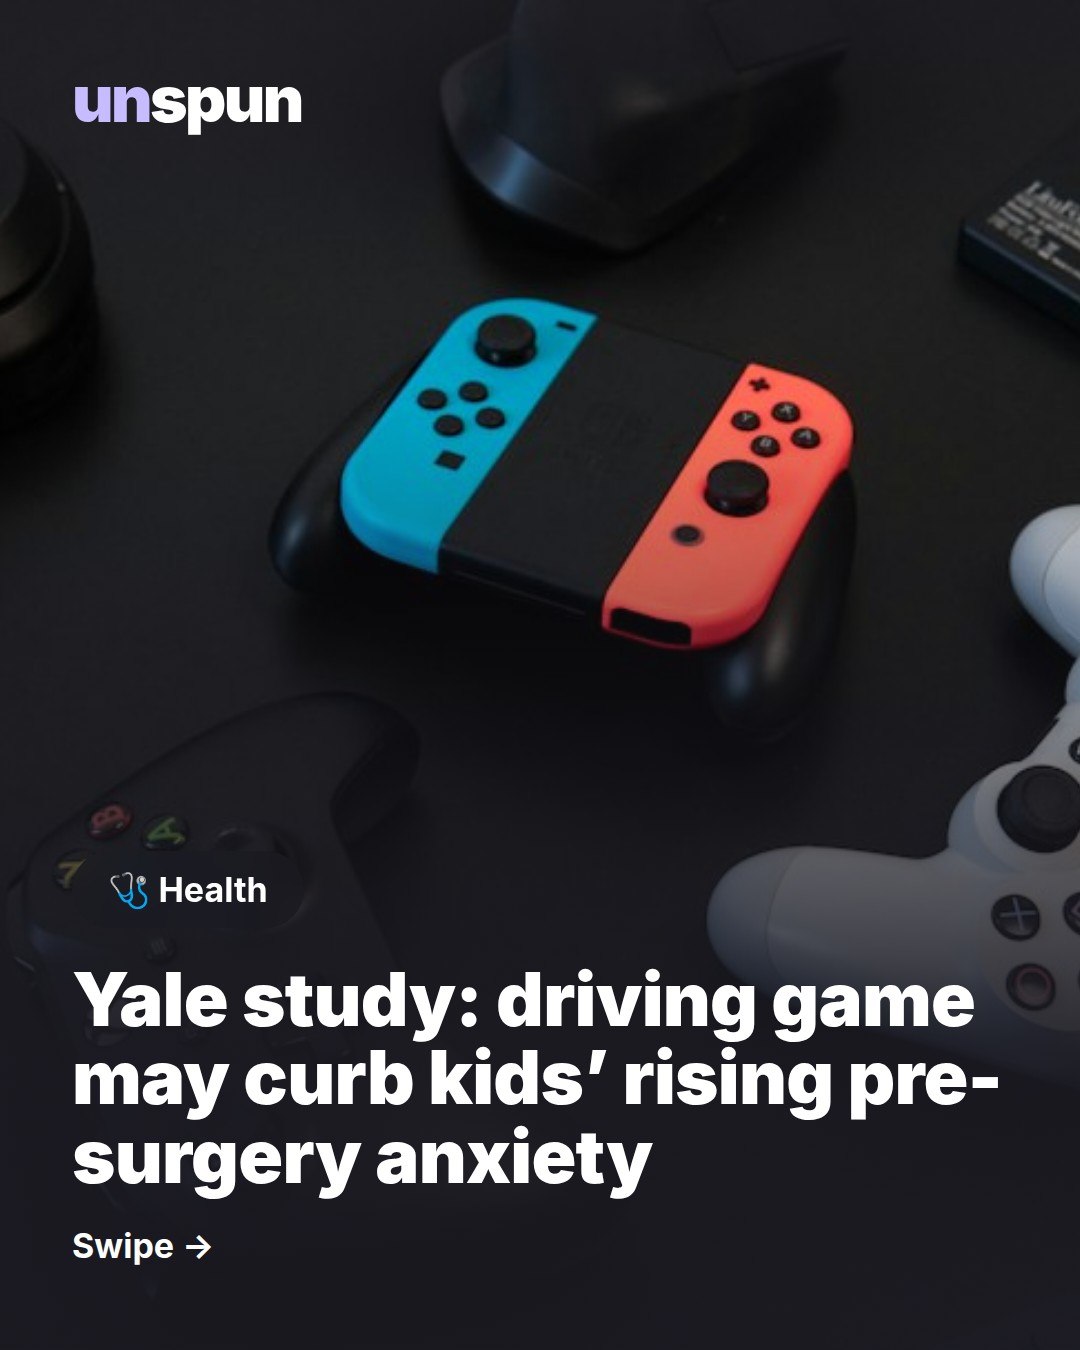 unspun
Y
X
A
B
B
A
Y
🩺 Health
Yale study: driving game
may curb kids’ rising pre-
surgery anxiety
Swipe →